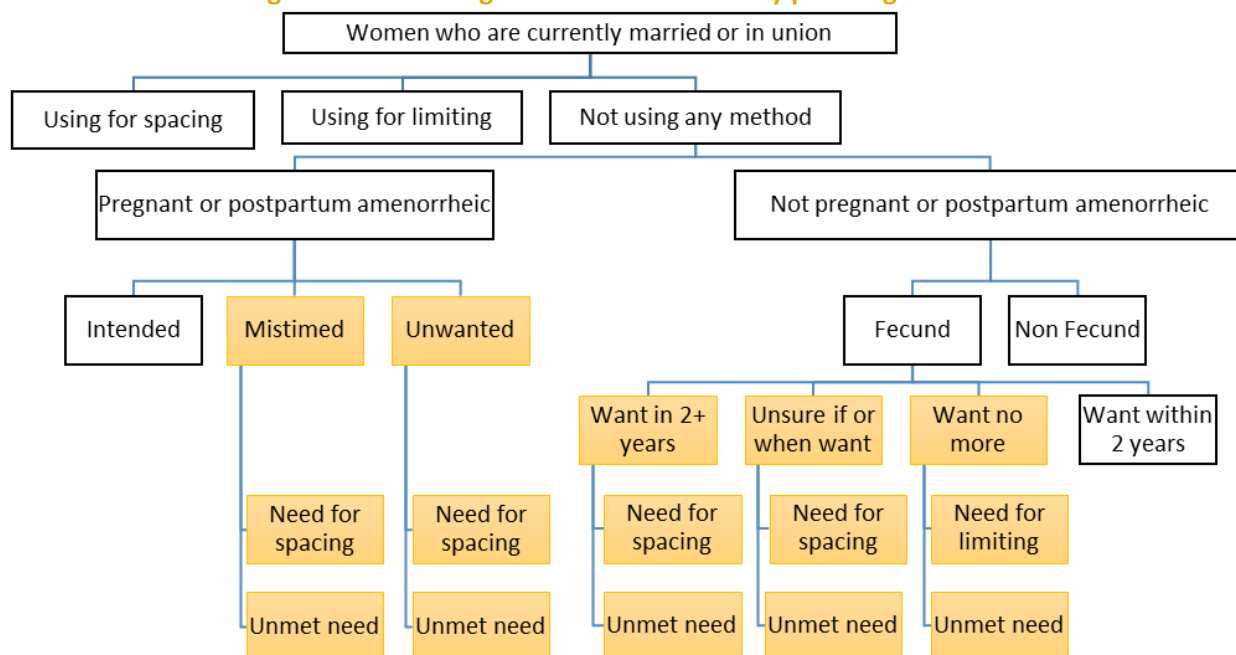 Women who are currently married or in union
Using for spacing
Using for limiting
Not using any method
Pregnant or postpartum amenorrheic
Not pregnant or postpartum amenorrheic
Intended
Mistimed
Unwanted
Fecund
Non Fecund
Want in 2+
years
Unsure if or
when want
Want no
more
Want within
2 years
Need for
spacing
Need for
spacing
Need for
spacing
Need for
spacing
Need for
limiting
Unmet need
Unmet need
Unmet need
Unmet need
Unmet need